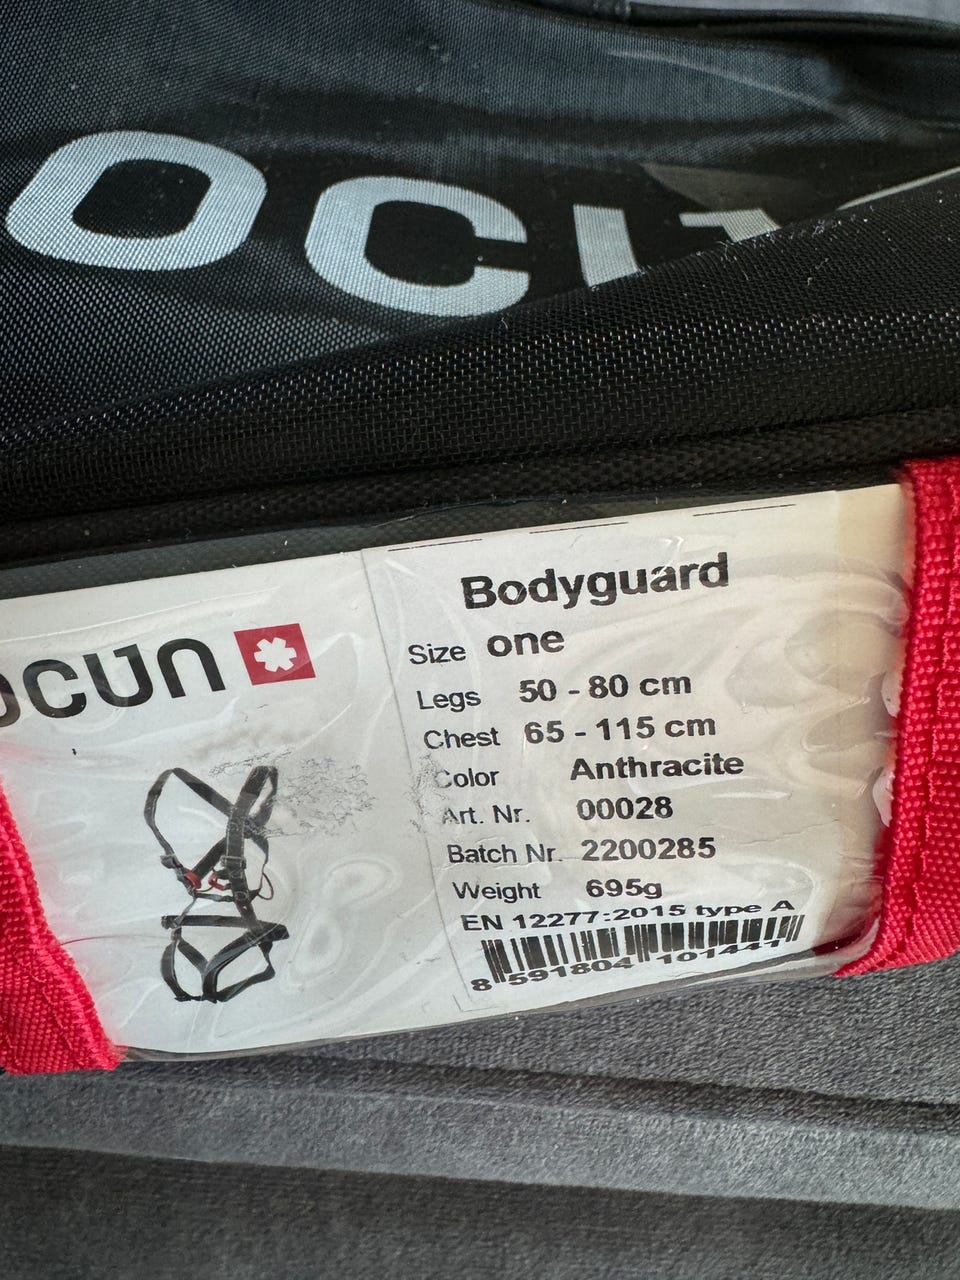 OCU
OCUN
Bodyguard
Size one
Legs 50 - 80 cm
Chest 65 - 115 cm
Color Anthracite
Art. Nr. 00028
Batch Nr. 2200285
Weight 695g
EN 12277:2015 type A
8 591804 101441